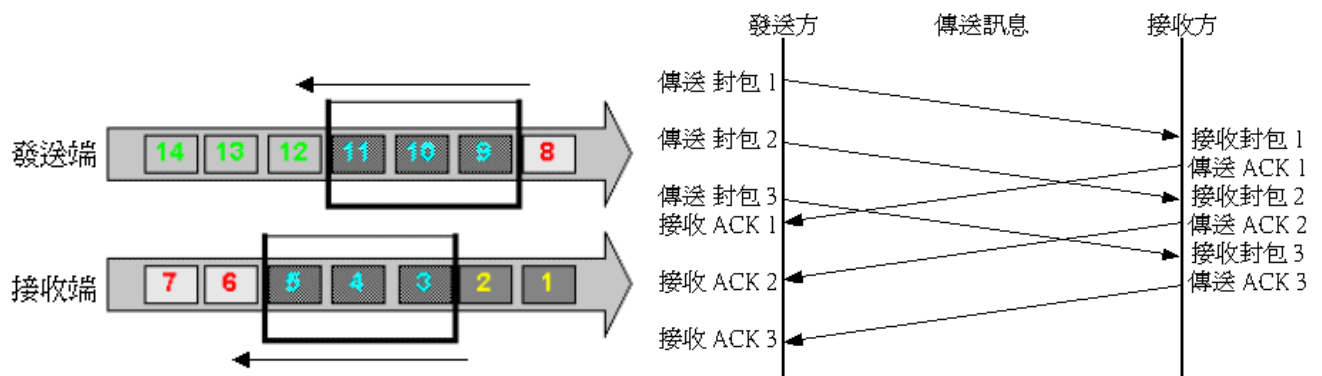 發送端
14 13 12 11 10 9 8
接收端
7 6 5 4 3 2 1
發送方 傳送訊息 接收方
傳送 封包 1
傳送 封包 2
傳送 封包 3
接收 ACK 1
接收 ACK 2
接收 ACK 3
接收封包 1
傳送 ACK 1
接收封包 2
傳送 ACK 2
接收封包 3
傳送 ACK 3